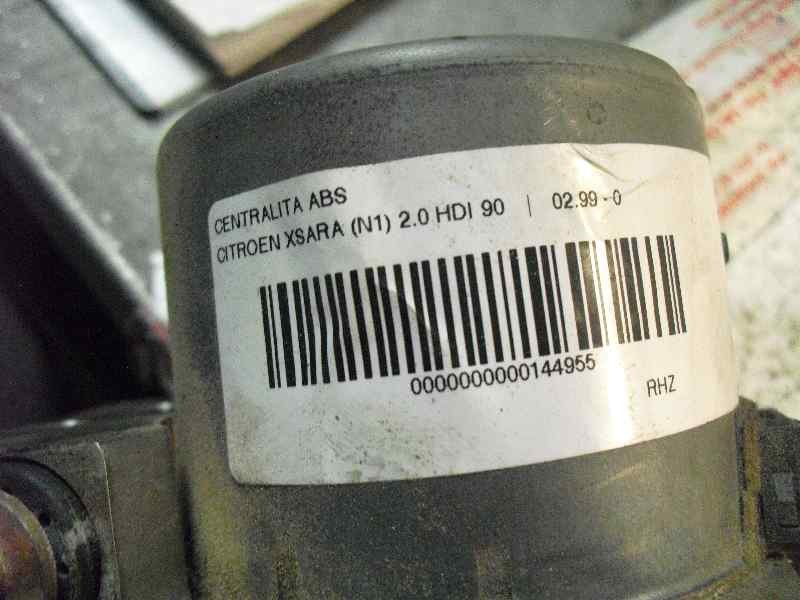 CENTRALITA ABS
CITROEN XSARA (N1) 2.0 HDI 90 | 02.99 - 0
0000000000144955
RHZ